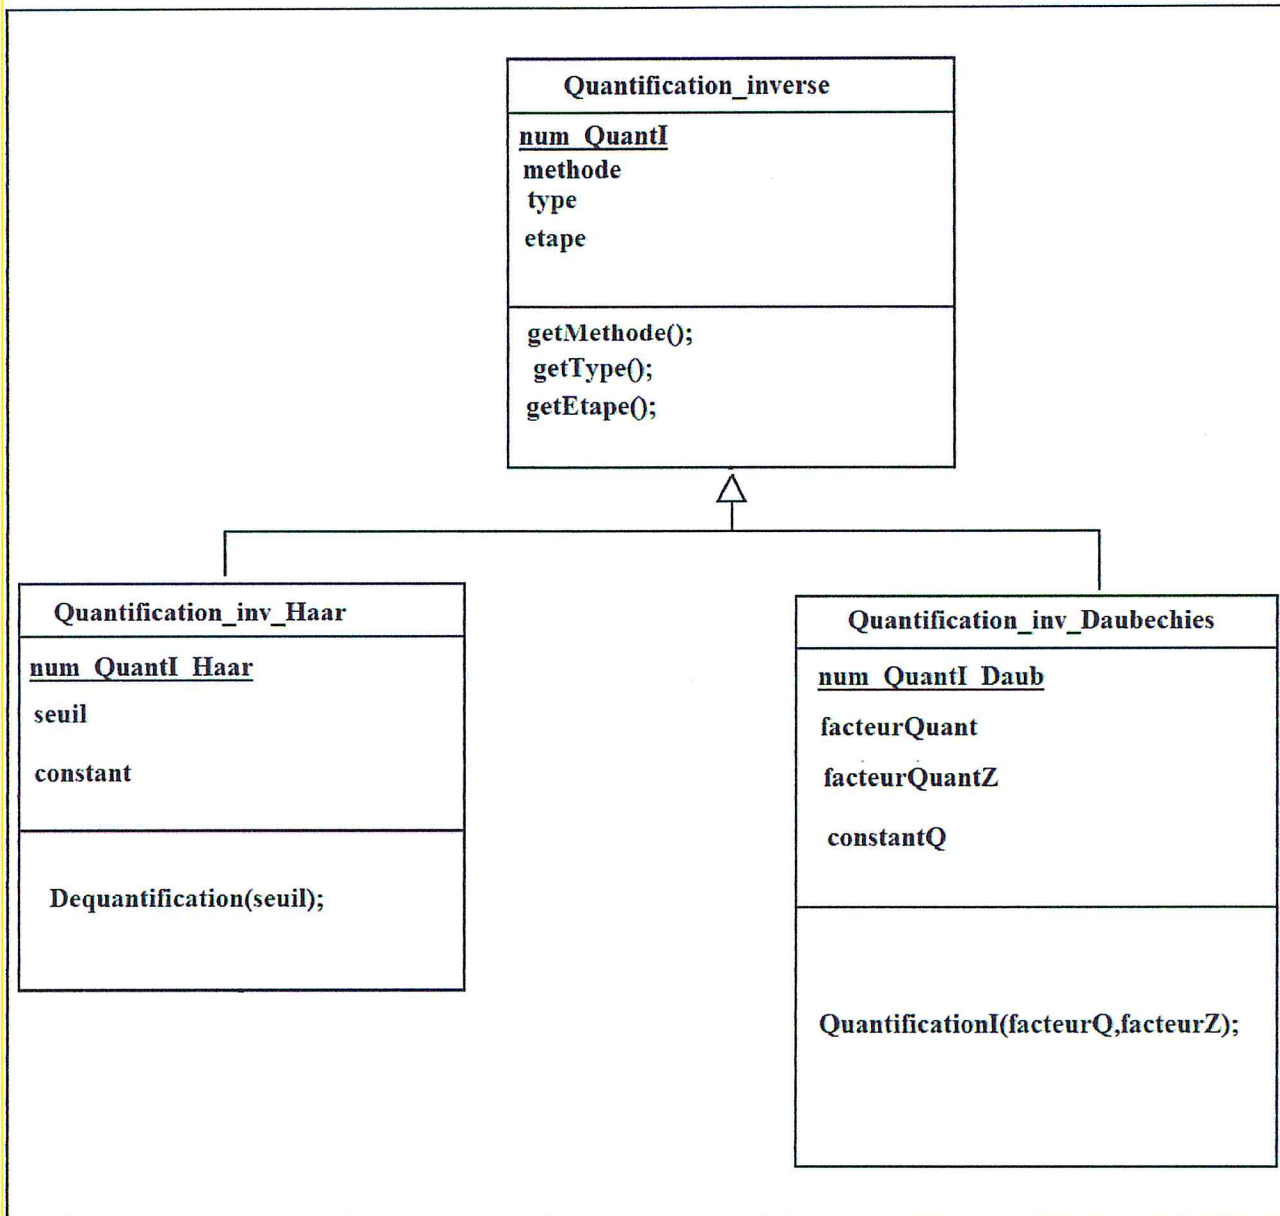 Quantification_inverse
num_QuantI
methode
type
etape
getMethode();
getType();
getEtape();
Quantification_inv_Haar
num_QuantI_Haar
seuil
constant
Dequantification(seuil);
Quantification_inv_Daubechies
num_QuantI_Daub
facteurQuant
facteurQuantZ
constantQ
QuantificationI(facteurQ,facteurZ);